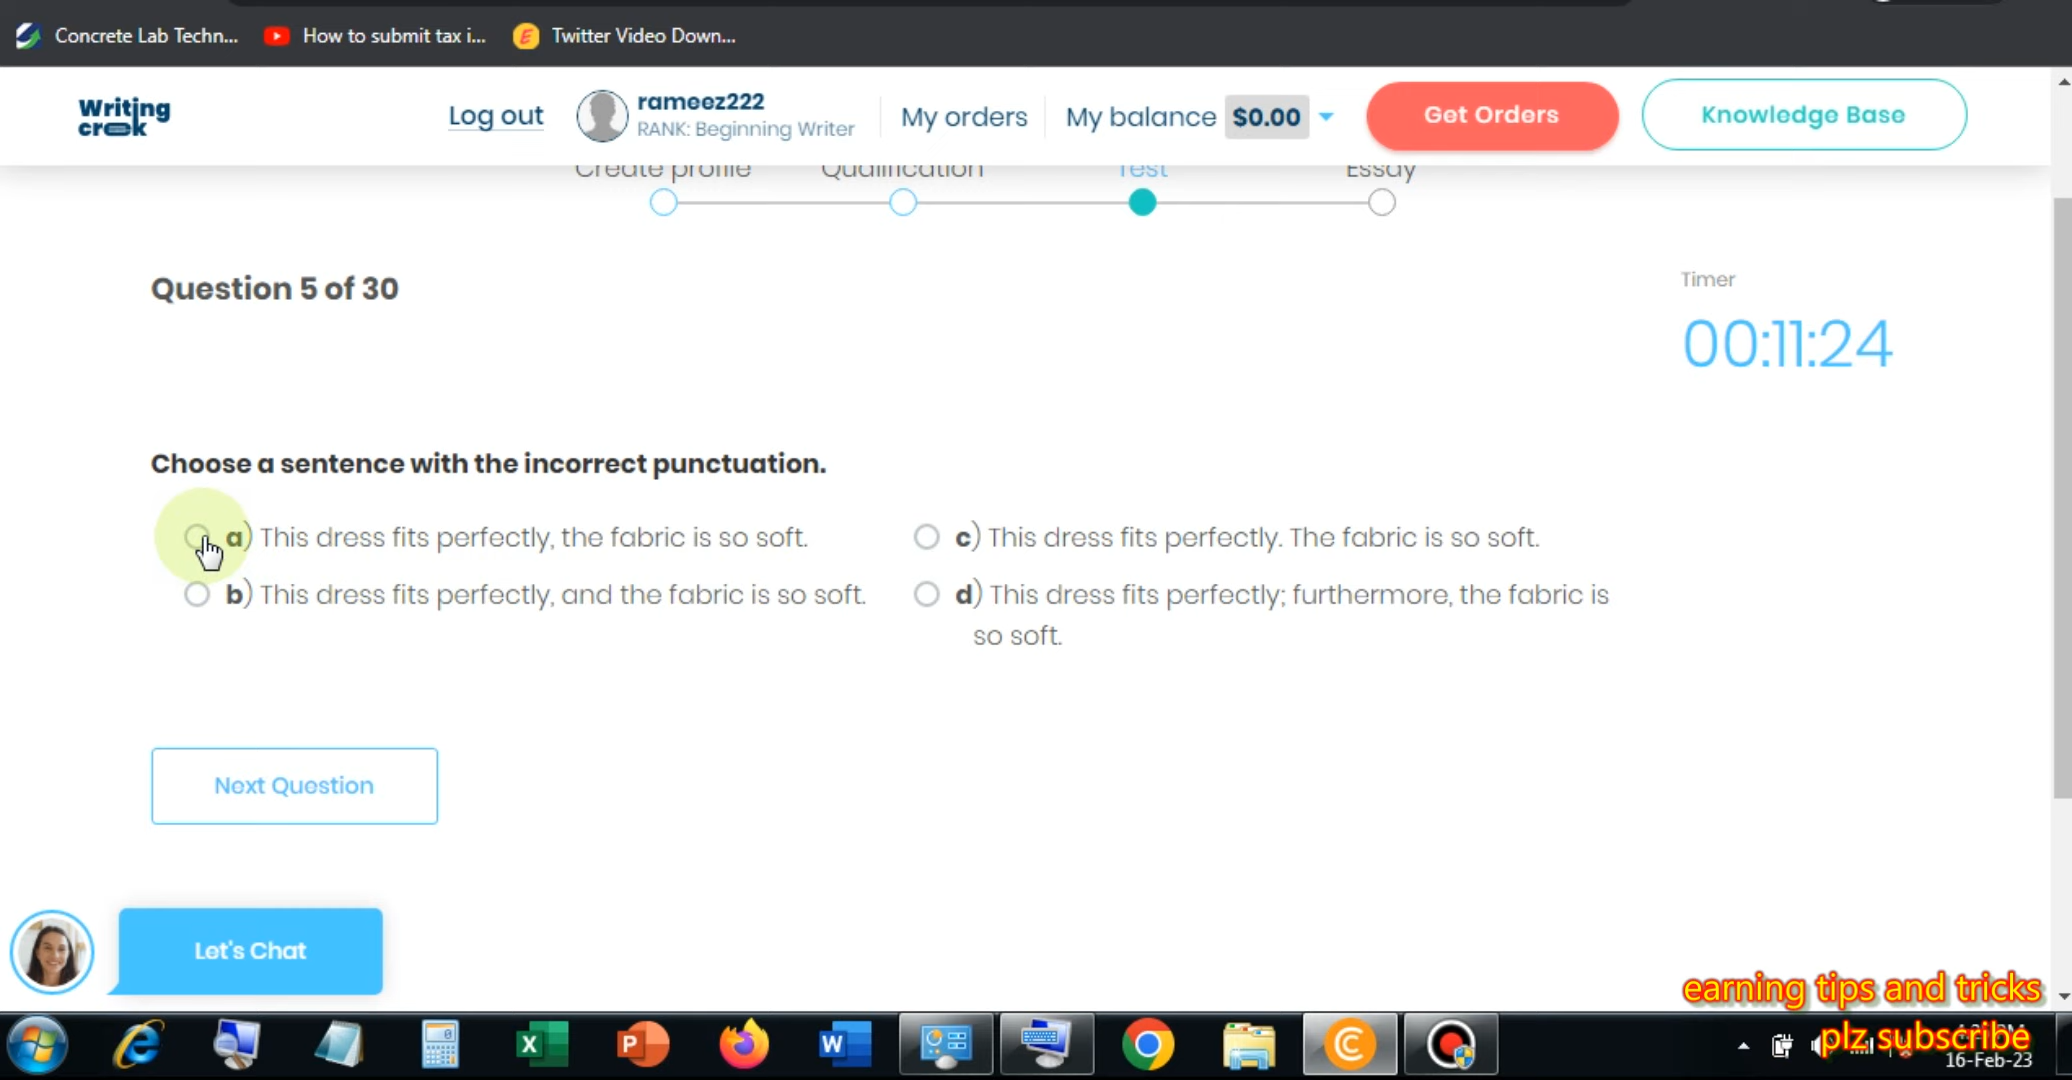 Concrete Lab Techn... How to submit tax i... Twitter Video Down...
Writing creek
Log out
rameez222
RANK: Beginning Writer
My orders
My balance $0.00
Get Orders
Knowledge Base
Create profile Qualification Test Essay
Question 5 of 30
Timer
00:11:24
Choose a sentence with the incorrect punctuation.
a) This dress fits perfectly, the fabric is so soft.
b) This dress fits perfectly, and the fabric is so soft.
c) This dress fits perfectly. The fabric is so soft.
d) This dress fits perfectly; furthermore, the fabric is
so soft.
Next Question
Let's Chat
earning tips and tricks
plz subscribe
16-Feb-23